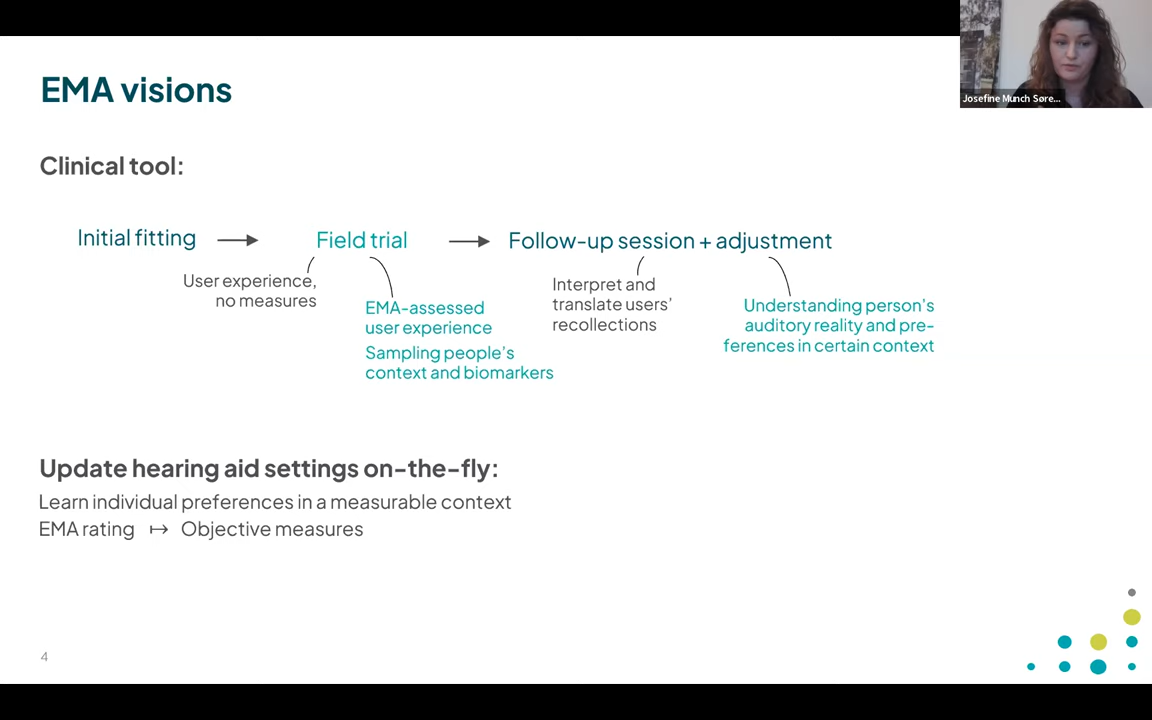 Josefine Munch Søre...
EMA visions
Clinical tool:
Initial fitting → Field trial → Follow-up session + adjustment
User experience,
no measures
EMA-assessed
user experience
Sampling people's
context and biomarkers
Interpret and
translate users'
recollections
Understanding person's
auditory reality and pre-
ferences in certain context
Update hearing aid settings on-the-fly:
Learn individual preferences in a measurable context
EMA rating ↦ Objective measures
4